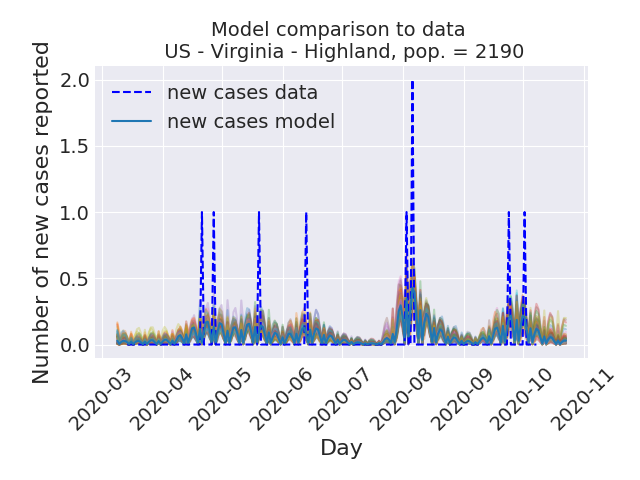 Model comparison to data
US - Virginia - Highland, pop. = 2190
Number of new cases reported
2.0
1.5
1.0
0.5
0.0
new cases data
new cases model
2020-03
2020-04
2020-05
2020-06
2020-07
2020-08
2020-09
2020-10
2020-11
Day